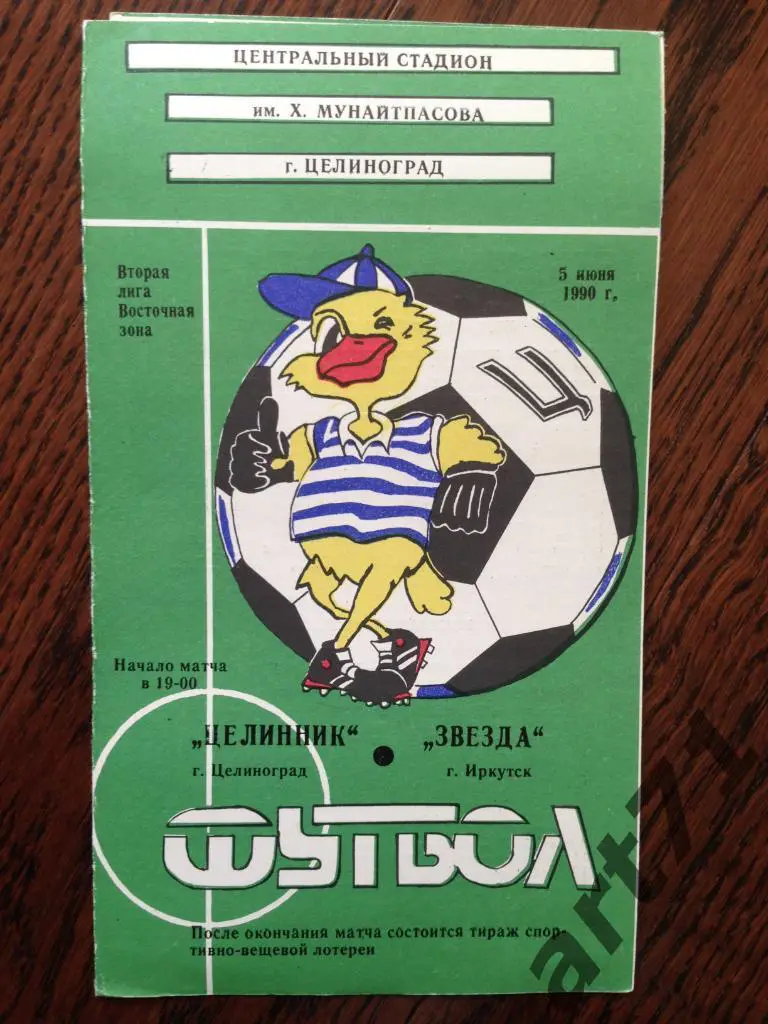 ЦЕНТРАЛЬНЫЙ СТАДИОН
им. Х. МУНАЙТПАСОВА
г. ЦЕЛИНОГРАД
Вторая
лига
Восточная
зона
5 июня
1990 г.
Ц
Начало матча
в 19-00
„ЦЕЛИННИК“ • „ЗВЕЗДА“
г. Целиноград г. Иркутск
ФУТБОЛ
После окончания матча состоится тираж спор-
тивно-вещевой лотереи
artz71